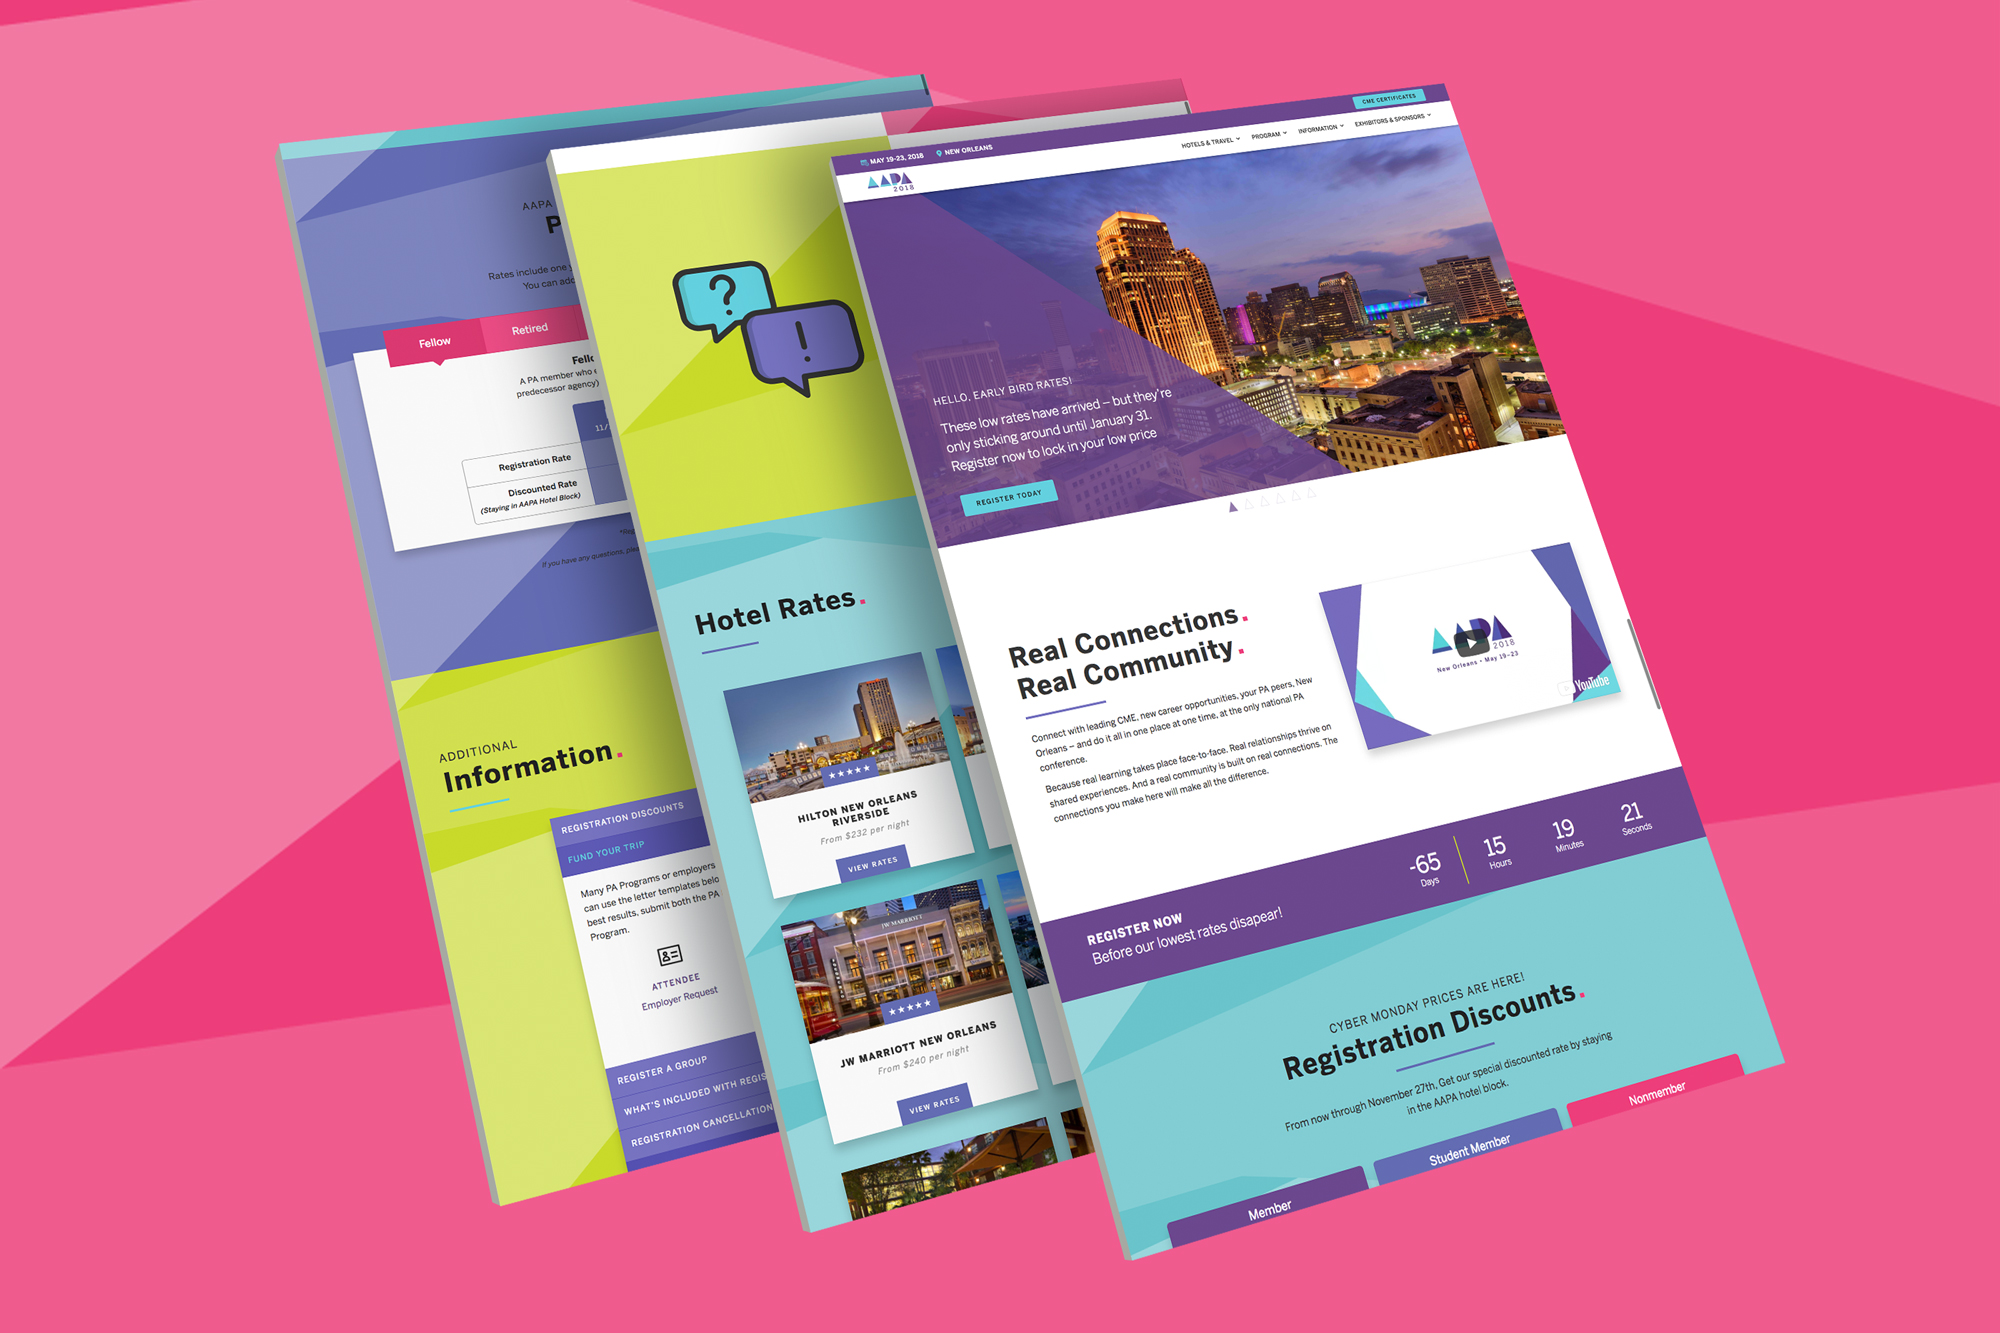 AAPA
P
Rates include one
You can add
Fellow
Retired
A PA member who
predecessor agency)
11/
Registration Rate
Discounted Rate
(Staying in AAPA Hotel Block)
If you have any questions,
ADDITIONAL
Information.
REGISTRATION DISCOUNTS
FUND YOUR TRIP
Many PA Programs or employers
can use the letter templates
best results, submit both the PA
Program.
ATTENDEE
Employer Request
REGISTER A GROUP
WHAT'S INCLUDED WITH
REGISTRATION CANCELLATION
?
!
Hotel Rates.
HILTON NEW ORLEANS
RIVERSIDE
From $232 per night
VIEW RATES
JW MARRIOTT
JW MARRIOTT NEW ORLEANS
From $240 per night
VIEW RATES
CME CERTIFICATES
MAY 19-23, 2018 NEW ORLEANS
AAPA
2018
HOTELS & TRAVEL PROGRAM INFORMATION EXHIBITORS & SPONSORS
HELLO, EARLY BIRD RATES!
These low rates have arrived – but they're
only sticking around until January 31.
Register now to lock in your low price
REGISTER TODAY
Real Connections.
Real Community.
Connect with leading CME, new career opportunities, your PA peers, New
Orleans – and do it all in one place at one time, at the only national PA
conference.
Because real learning takes place face-to-face. Real relationships thrive on
shared experiences. And a real community is built on real connections. The
connections you make here will make all the difference.
AAPA
2018
New Orleans • May 19–23
YouTube
REGISTER NOW
Before our lowest rates disapear!
-65
Days
15
Hours
19
Minutes
21
Seconds
CYBER MONDAY PRICES ARE HERE!
Registration Discounts.
From now through November 27th, Get our special discounted rate by staying
in the AAPA hotel block.
Member
Student Member
Nonmember